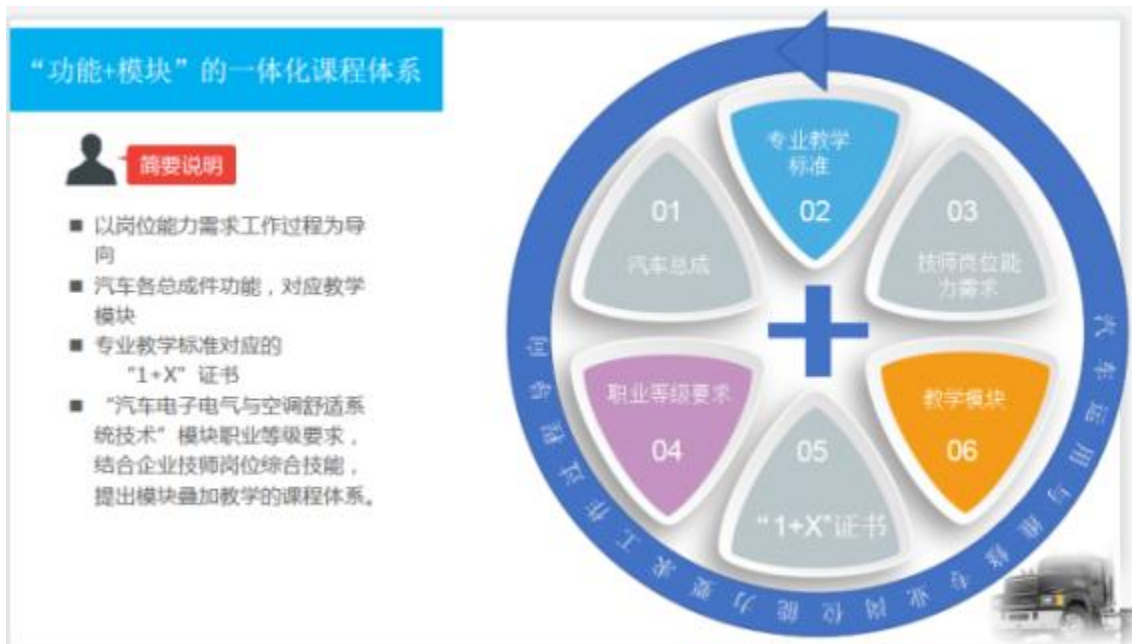 “功能+模块”的一体化课程体系
简要说明
■ 以岗位能力需求工作过程为导
向
■ 汽车各总成件功能，对应教学
模块
■ 专业教学标准对应的
“1+X”证书
■ “汽车电子电气与空调舒适系
统技术”模块职业等级要求，
结合企业技师岗位综合技能，
提出模块叠加教学的课程体系。
01
汽车总成
专业教学
标准
02
03
技师岗位能
力需求
职业等级要求
04
05
“1+X”证书
教学模块
06
汽车运用与维修专业岗位能力要求工作过程导向